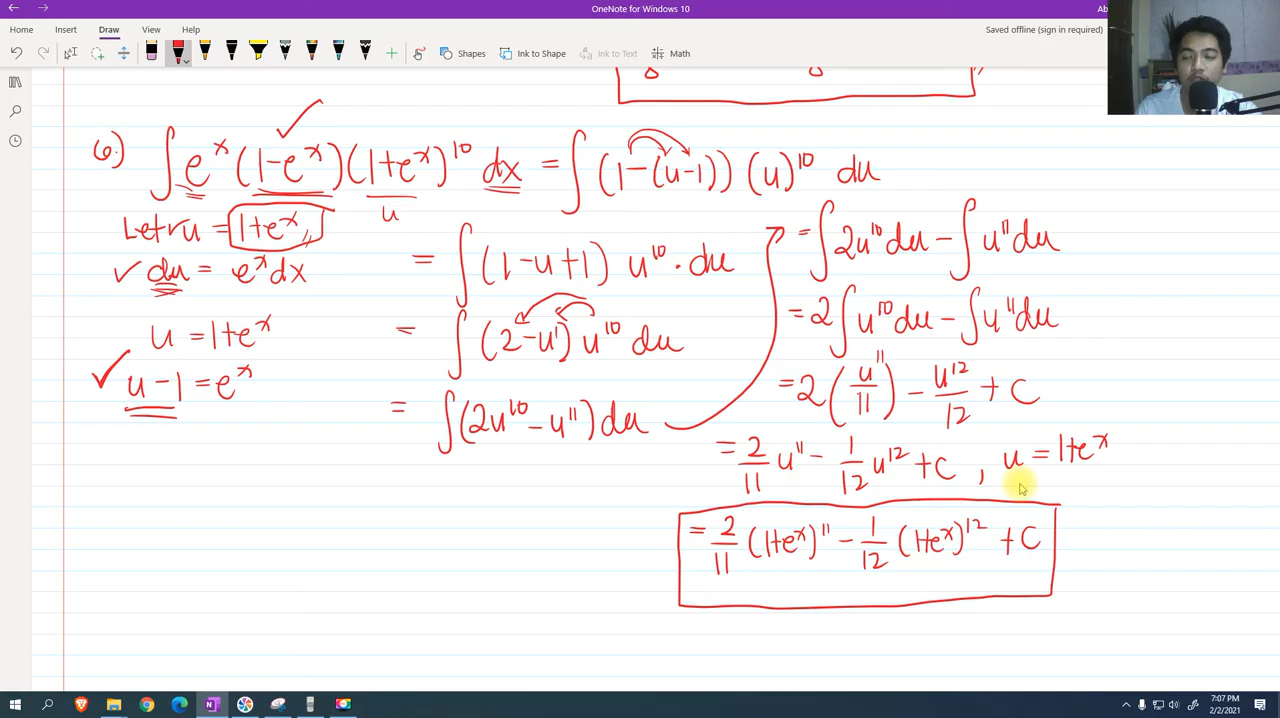 OneNote for Windows 10
Home Insert Draw View Help
Saved offline (sign in required)
Shapes Ink to Shape Ink to Text Math
6.) ∫ e^x (1-e^x)(1+e^x)^10 dx = ∫ (1-(u-1)) (u)^10 du
u
Let u = 1+e^x
du = e^x dx
u = 1+e^x
u-1 = e^x
= ∫ (1-u+1) u^10 · du
= ∫ (2-u) u^10 du
= ∫ (2u^10 - u^11) du
= ∫ 2u^10 du - ∫ u^11 du
= 2 ∫ u^10 du - ∫ u^11 du
= 2 (u^11/11) - u^12/12 + C
= 2/11 u^11 - 1/12 u^12 + C , u = 1+e^x
= 2/11 (1+e^x)^11 - 1/12 (1+e^x)^12 + C
7:07 PM
2/2/2021